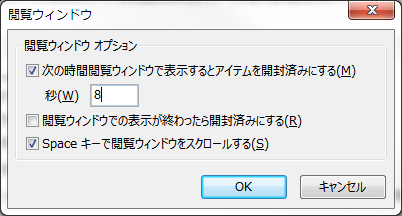 閲覧ウィンドウ
閲覧ウィンドウ オプション
次の時間閲覧ウィンドウで表示するとアイテムを開封済みにする(M)
秒(W) 8
閲覧ウィンドウでの表示が終わったら開封済みにする(R)
Space キーで閲覧ウィンドウをスクロールする(S)
OK キャンセル